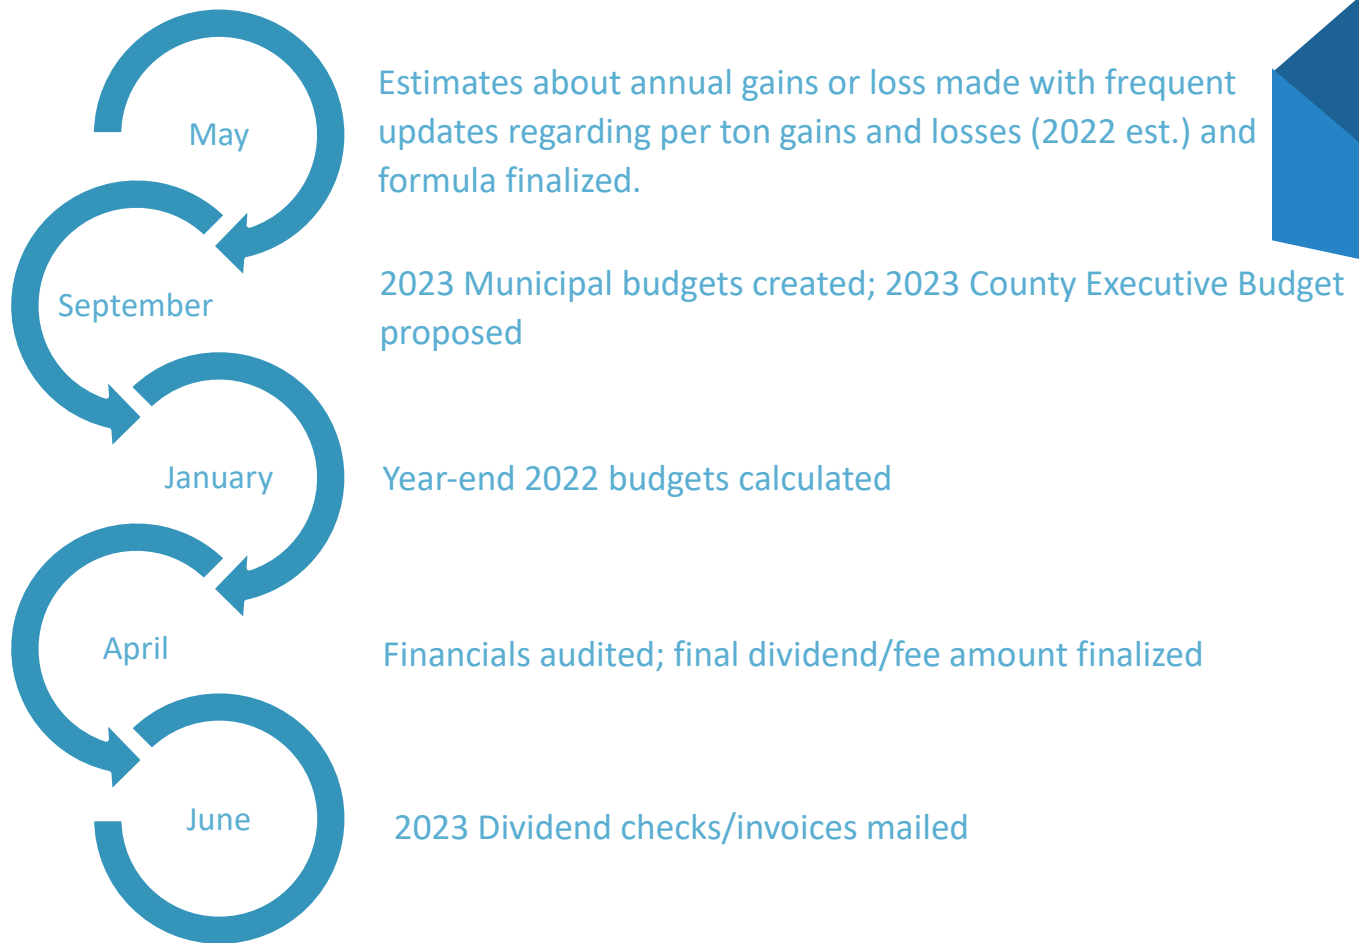 May
Estimates about annual gains or loss made with frequent
updates regarding per ton gains and losses (2022 est.) and
formula finalized.
September
2023 Municipal budgets created; 2023 County Executive Budget
proposed
January
Year-end 2022 budgets calculated
April
Financials audited; final dividend/fee amount finalized
June
2023 Dividend checks/invoices mailed